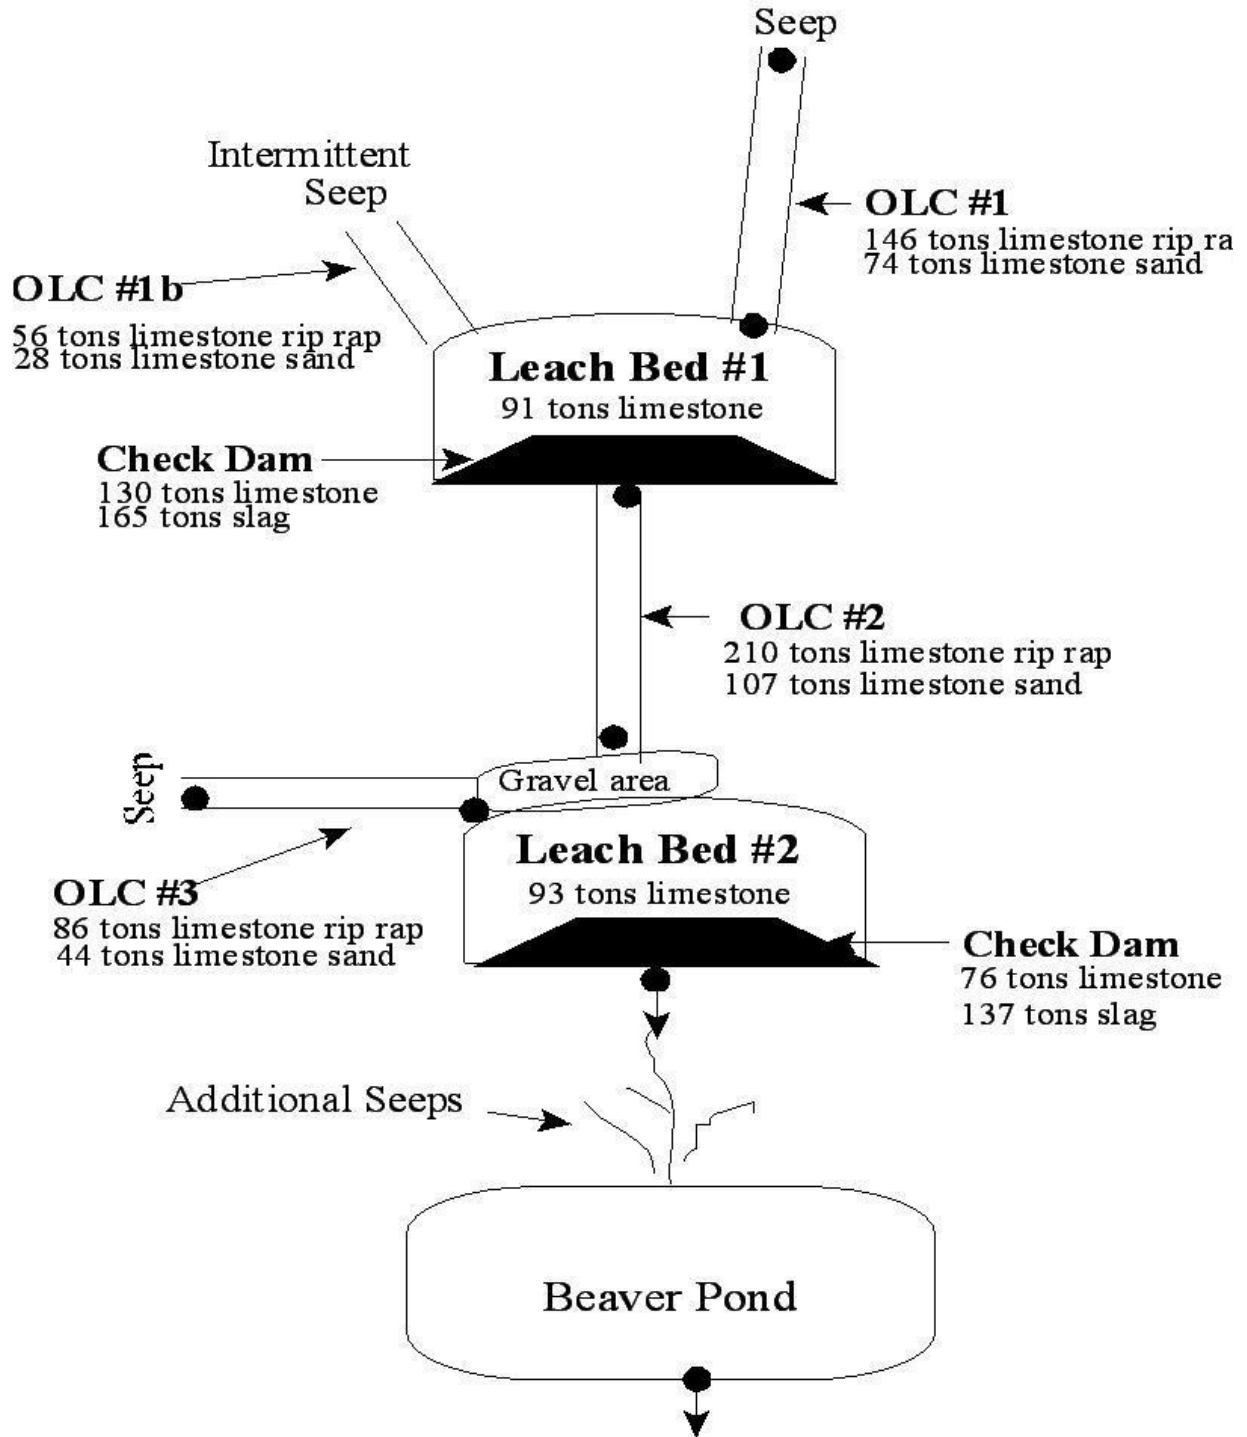 Seep
Intermittent
Seep
OLC #1
146 tons limestone rip ra
74 tons limestone sand
OLC #1b
56 tons limestone rip rap
28 tons limestone sand
Leach Bed #1
91 tons limestone
Check Dam
130 tons limestone
165 tons slag
OLC #2
210 tons limestone rip rap
107 tons limestone sand
Seep
Gravel area
Leach Bed #2
93 tons limestone
OLC #3
86 tons limestone rip rap
44 tons limestone sand
Check Dam
76 tons limestone
137 tons slag
Additional Seeps
Beaver Pond